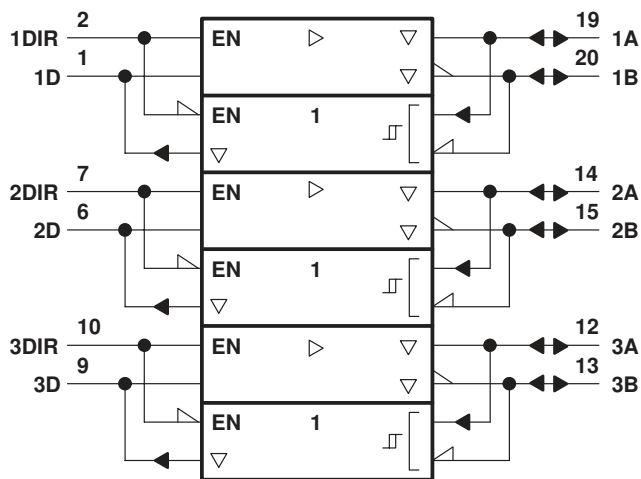 2 19
1DIR EN 1A
1 20
1D 1B
EN 1
7 14
2DIR EN 2A
6 15
2D 2B
EN 1
10 12
3DIR EN 3A
9 13
3D 3B
EN 1